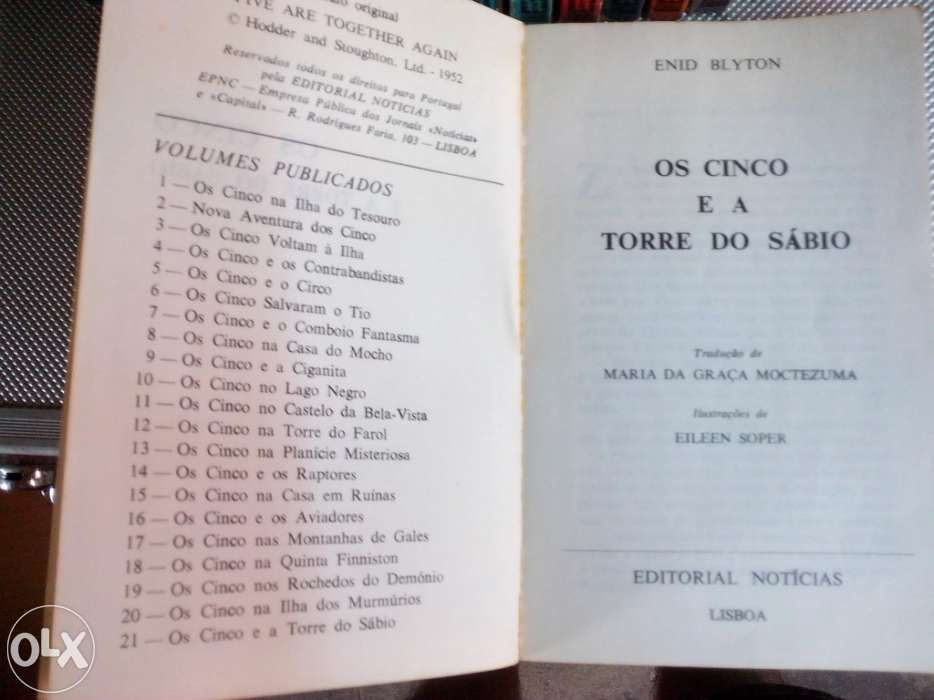 original
FIVE ARE TOGETHER AGAIN
© Hodder and Stoughton, Ltd. - 1952
Reservados todos os direitos para Portugal
pela EDITORIAL NOTICIAS
EPNC — Empresa Pública dos Jornais «Notícias»
e «Capital» — R. Rodrigues Faria, 103 — LISBOA
VOLUMES PUBLICADOS
1 — Os Cinco na Ilha do Tesouro
2 — Nova Aventura dos Cinco
3 — Os Cinco Voltam à Ilha
4 — Os Cinco e os Contrabandistas
5 — Os Cinco e o Circo
6 — Os Cinco Salvaram o Tio
7 — Os Cinco e o Comboio Fantasma
8 — Os Cinco na Casa do Mocho
9 — Os Cinco e a Ciganita
10 — Os Cinco no Lago Negro
11 — Os Cinco no Castelo da Bela-Vista
12 — Os Cinco na Torre do Farol
13 — Os Cinco na Planície Misteriosa
14 — Os Cinco e os Raptores
15 — Os Cinco na Casa em Ruínas
16 — Os Cinco e os Aviadores
17 — Os Cinco nas Montanhas de Gales
18 — Os Cinco na Quinta Finniston
19 — Os Cinco nos Rochedos do Demónio
20 — Os Cinco na Ilha dos Murmúrios
21 — Os Cinco e a Torre do Sábio
ENID BLYTON
OS CINCO
E A
TORRE DO SÁBIO
Tradução de
MARIA DA GRAÇA MOCTEZUMA
Ilustrações de
EILEEN SOPER
EDITORIAL NOTÍCIAS
LISBOA
OLX